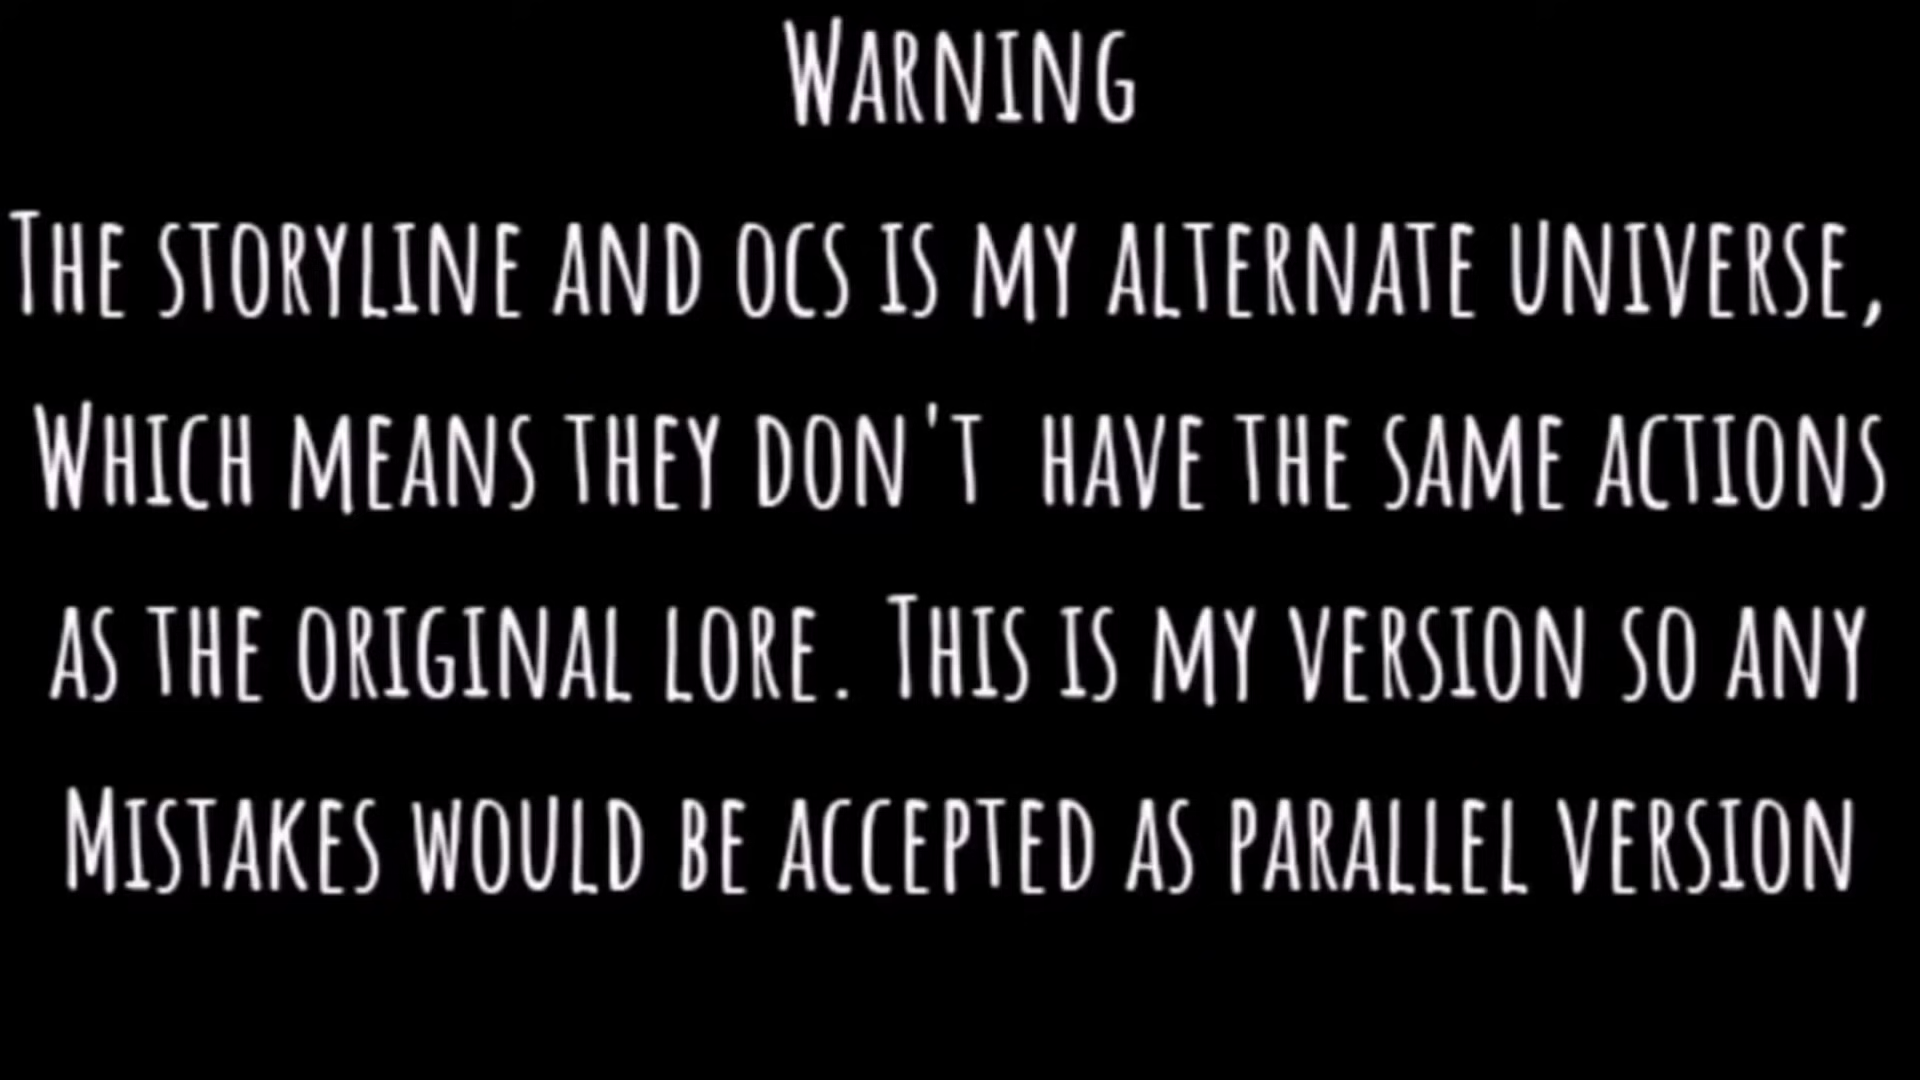 Warning
The storyline and ocs is my alternate universe,
Which means they don't have the same actions
as the original lore. This is my version so any
Mistakes would be accepted as parallel version